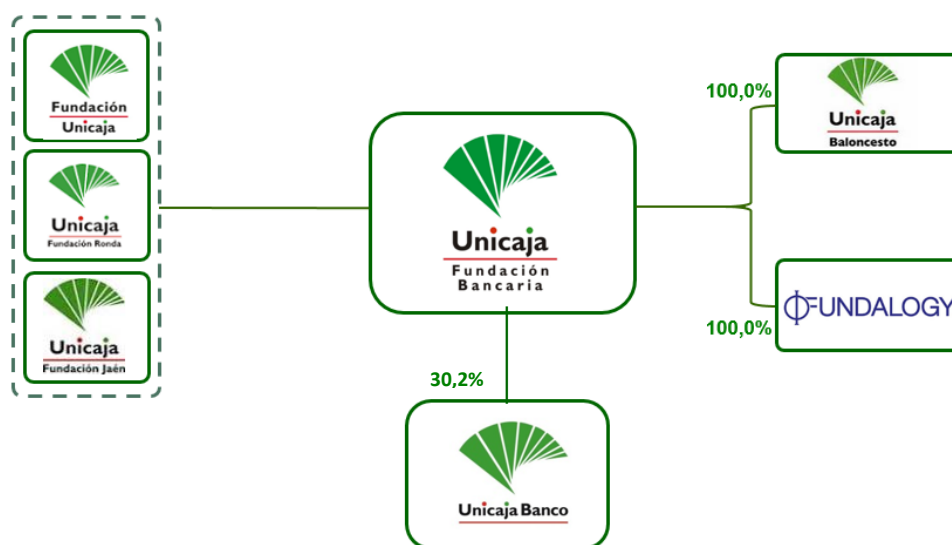 Fundación
Unicaja
Unicaja
Fundación Ronda
Unicaja
Fundación Jaén
Unicaja
Fundación
Bancaria
30,2%
Unicaja Banco
100,0%
Unicaja
Baloncesto
100,0%
FUNDALOGY